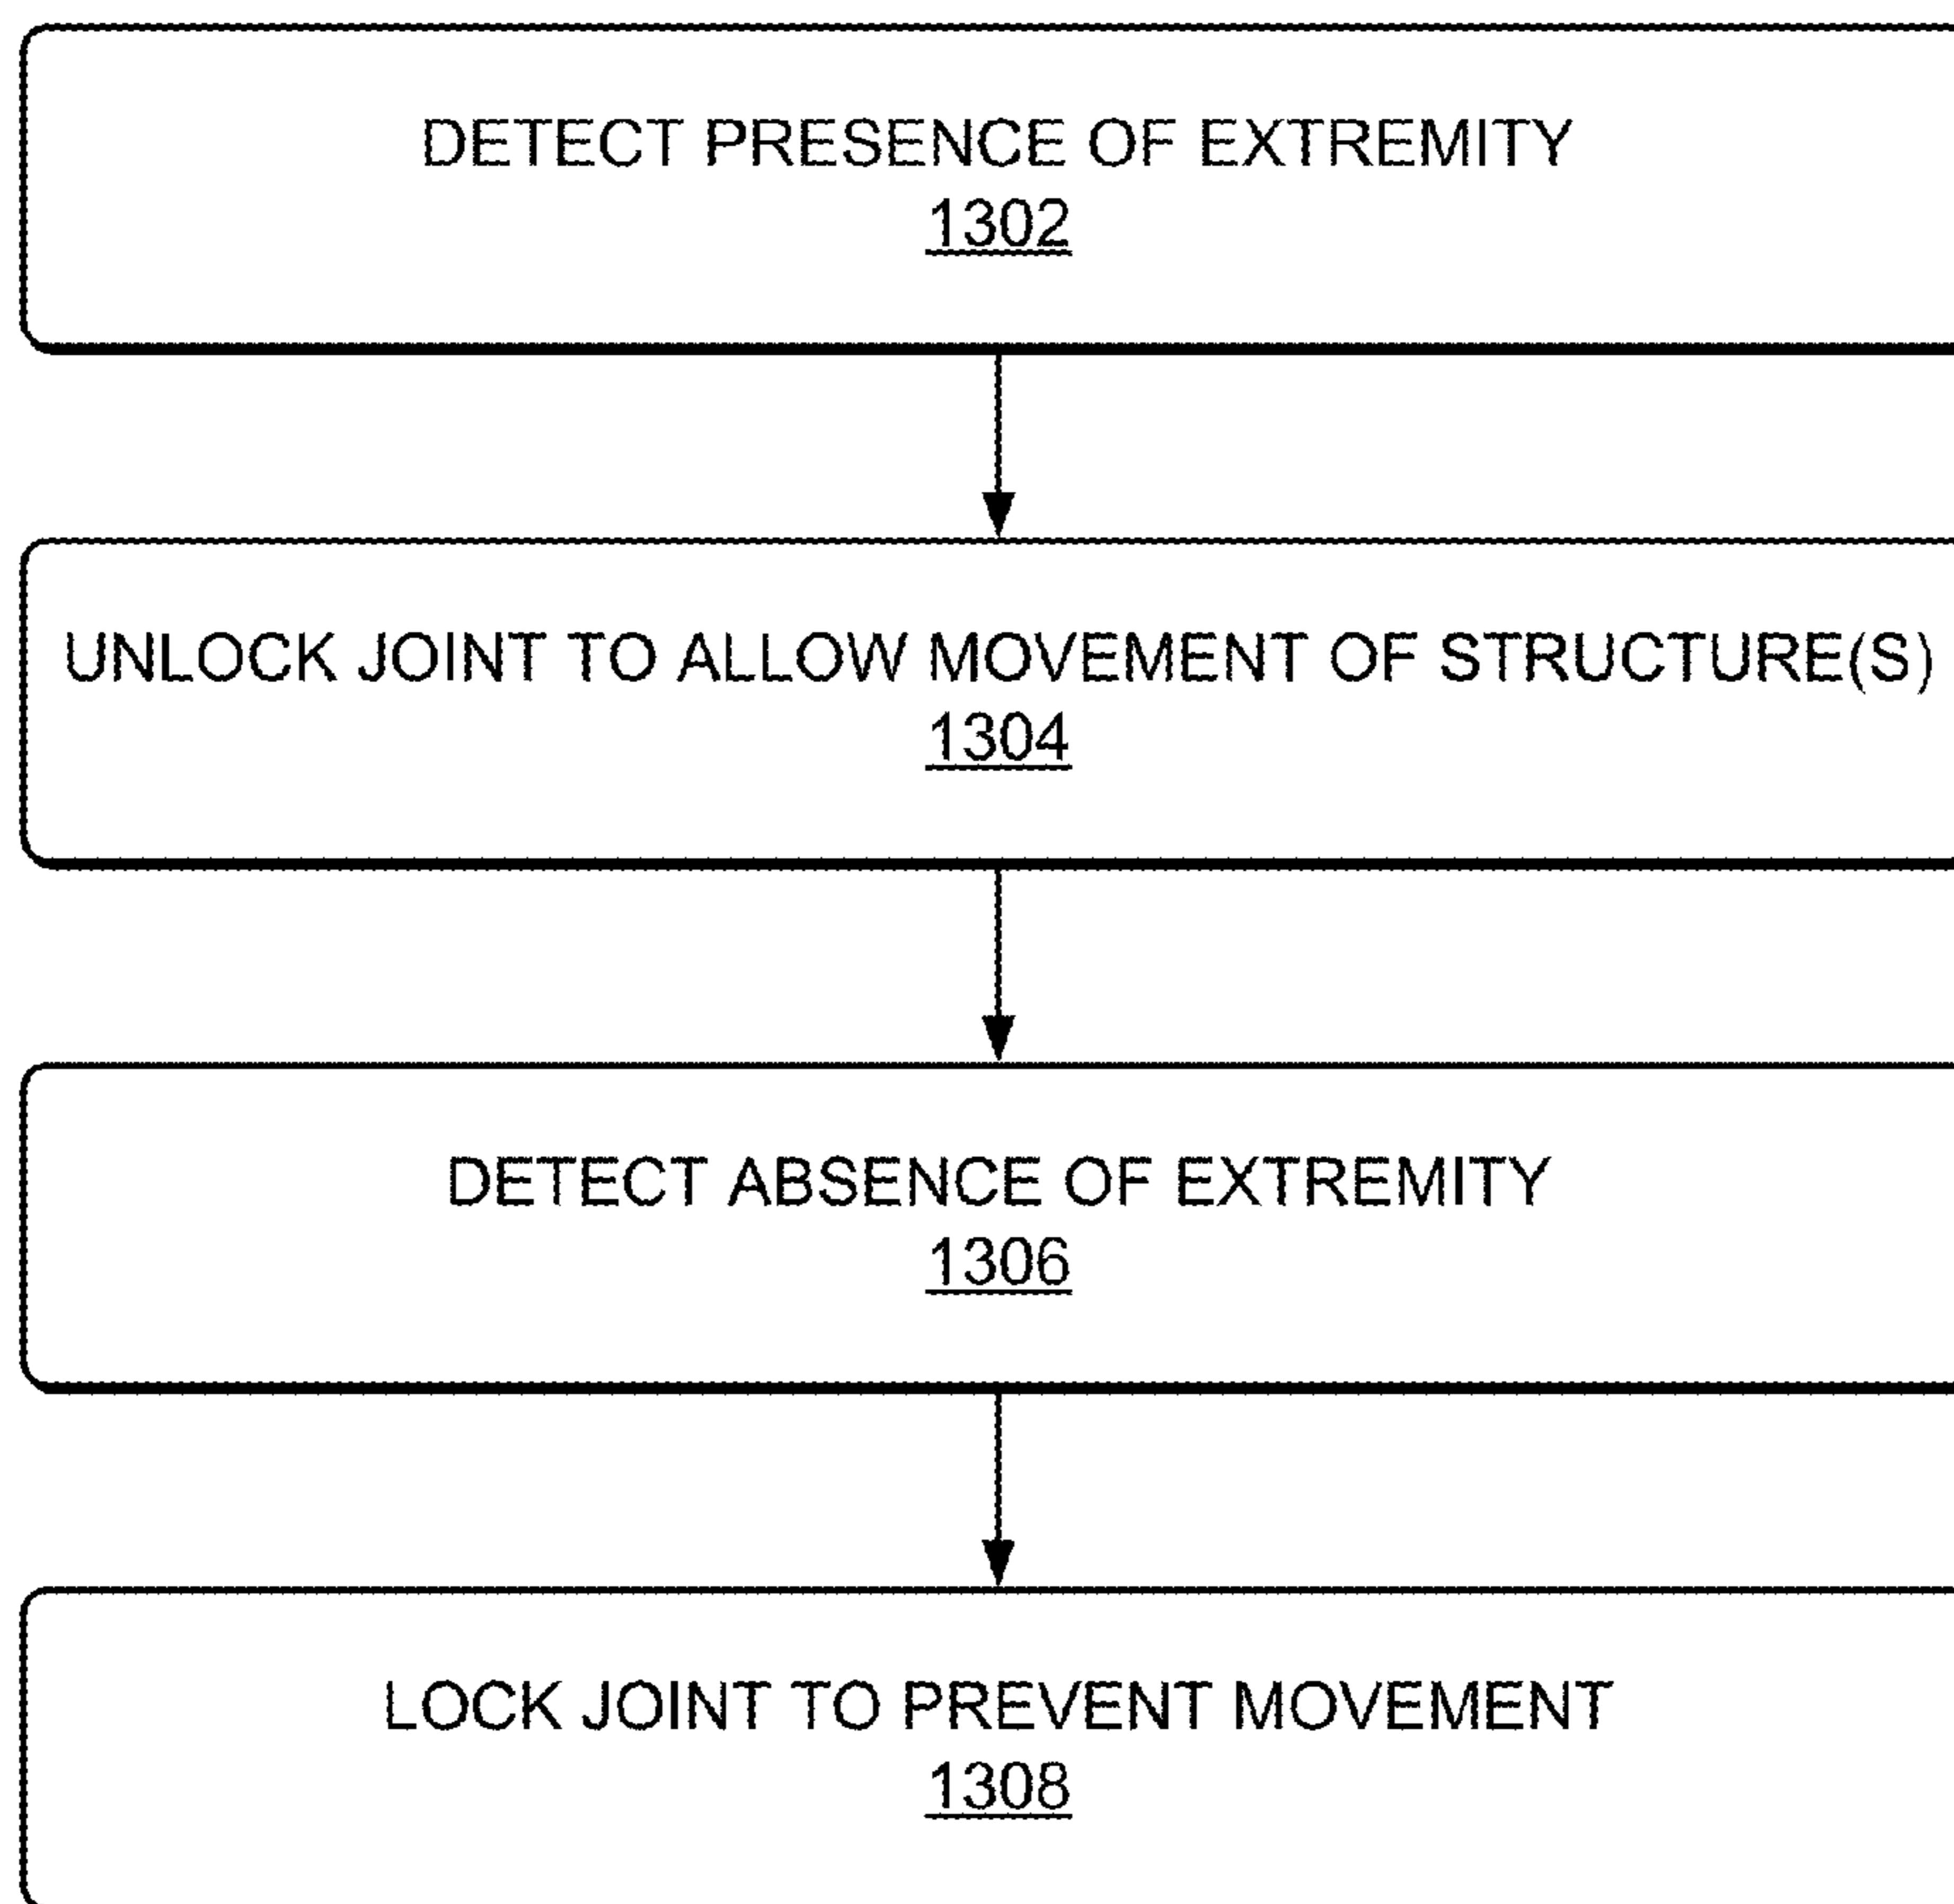 DETECT PRESENCE OF EXTREMITY
1302
UNLOCK JOINT TO ALLOW MOVEMENT OF STRUCTURE(S)
1304
DETECT ABSENCE OF EXTREMITY
1306
LOCK JOINT TO PREVENT MOVEMENT
1308